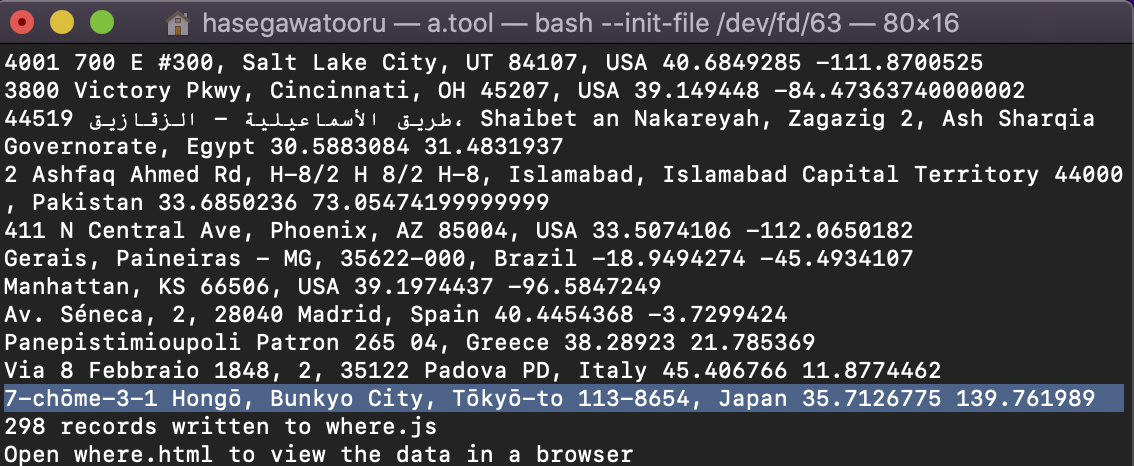 hasegawatooru — a.tool — bash --init-file /dev/fd/63 — 80×16
4001 700 E #300, Salt Lake City, UT 84107, USA 40.6849285 -111.8700525
3800 Victory Pkwy, Cincinnati, OH 45207, USA 39.149448 -84.47363740000002
44519 طريق الأسماعيلية - الزقازيق، Shaibet an Nakareyah, Zagazig 2, Ash Sharqia
Governorate, Egypt 30.5883084 31.4831937
2 Ashfaq Ahmed Rd, H-8/2 H 8/2 H-8, Islamabad, Islamabad Capital Territory 44000
, Pakistan 33.6850236 73.05474199999999
411 N Central Ave, Phoenix, AZ 85004, USA 33.5074106 -112.0650182
Gerais, Paineiras - MG, 35622-000, Brazil -18.9494274 -45.4934107
Manhattan, KS 66506, USA 39.1974437 -96.5847249
Av. Séneca, 2, 28040 Madrid, Spain 40.4454368 -3.7299424
Panepistimioupoli Patron 265 04, Greece 38.28923 21.785369
Via 8 Febbraio 1848, 2, 35122 Padova PD, Italy 45.406766 11.8774462
7-chōme-3-1 Hongō, Bunkyo City, Tōkyō-to 113-8654, Japan 35.7126775 139.761989
298 records written to where.js
Open where.html to view the data in a browser